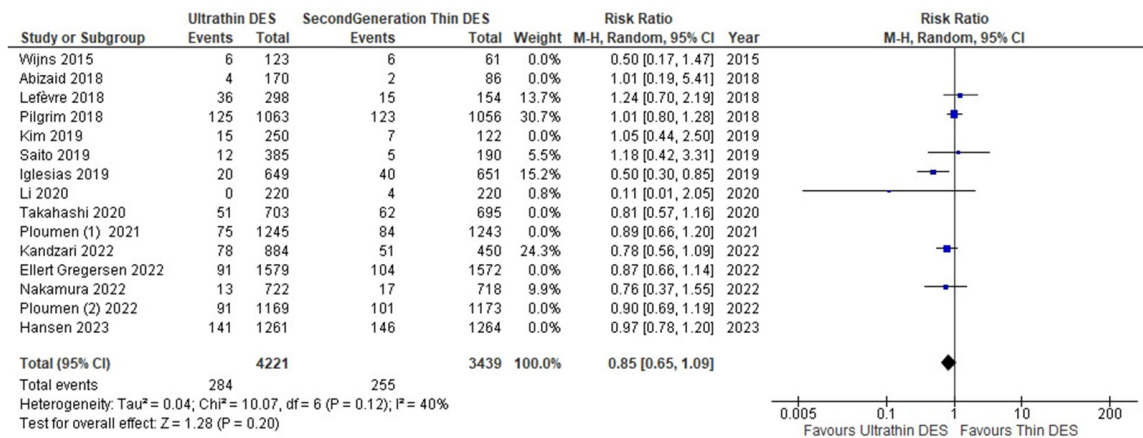 Ultrathin DES SecondGeneration Thin DES Risk Ratio Risk Ratio
Study or Subgroup Events Total Events Total Weight M-H, Random, 95% CI Year M-H, Random, 95% CI
Wijns 2015 6 123 6 61 0.0% 0.50 [0.17, 1.47] 2015
Abizaid 2018 4 170 2 86 0.0% 1.01 [0.19, 5.41] 2018
Lefèvre 2018 36 298 15 154 13.7% 1.24 [0.70, 2.19] 2018
Pilgrim 2018 125 1063 123 1056 30.7% 1.01 [0.80, 1.28] 2018
Kim 2019 15 250 7 122 0.0% 1.05 [0.44, 2.50] 2019
Saito 2019 12 385 5 190 5.5% 1.18 [0.42, 3.31] 2019
Iglesias 2019 20 649 40 651 15.2% 0.50 [0.30, 0.85] 2019
Li 2020 0 220 4 220 0.8% 0.11 [0.01, 2.05] 2020
Takahashi 2020 51 703 62 695 0.0% 0.81 [0.57, 1.16] 2020
Ploumen (1) 2021 75 1245 84 1243 0.0% 0.89 [0.66, 1.20] 2021
Kandzari 2022 78 884 51 450 24.3% 0.78 [0.56, 1.09] 2022
Ellert Gregersen 2022 91 1579 104 1572 0.0% 0.87 [0.66, 1.14] 2022
Nakamura 2022 13 722 17 718 9.9% 0.76 [0.37, 1.55] 2022
Ploumen (2) 2022 91 1169 101 1173 0.0% 0.90 [0.69, 1.19] 2022
Hansen 2023 141 1261 146 1264 0.0% 0.97 [0.78, 1.20] 2023
Total (95% CI) 4221 3439 100.0% 0.85 [0.65, 1.09]
Total events 284 255
Heterogeneity: Tau² = 0.04; Chi² = 10.07, df = 6 (P = 0.12); I² = 40%
Test for overall effect: Z = 1.28 (P = 0.20)
0.005 0.1 1 10 200
Favours Ultrathin DES Favours Thin DES